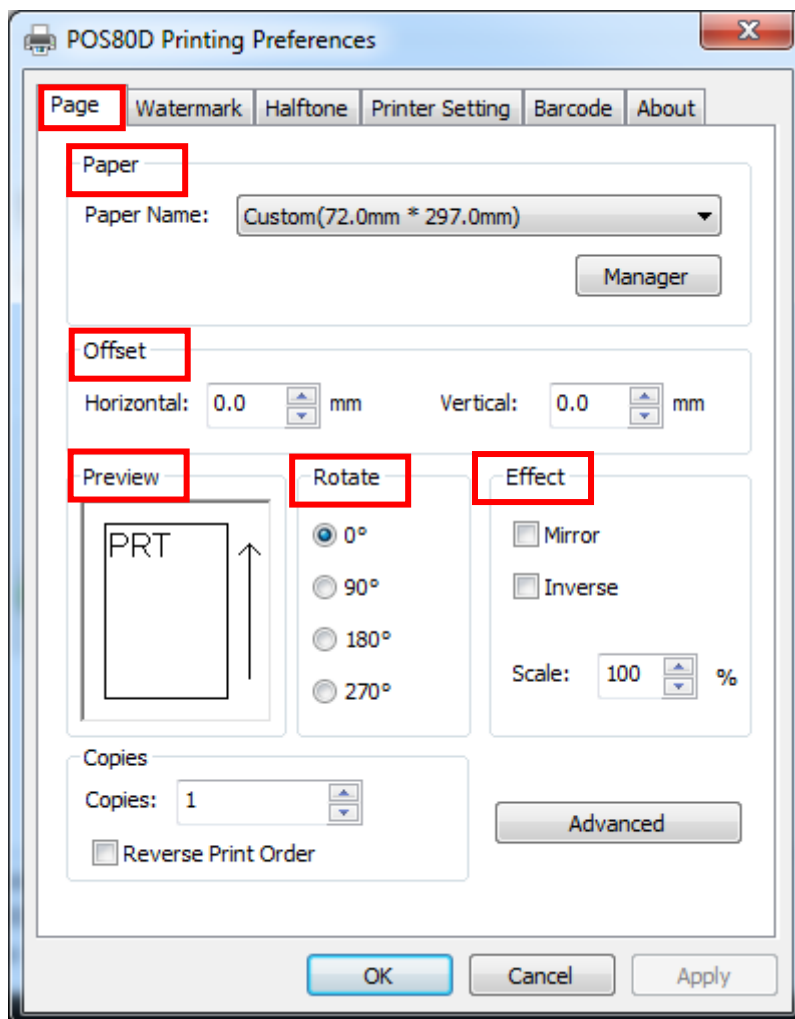 POS80D Printing Preferences
Page Watermark Halftone Printer Setting Barcode About
Paper
Paper Name: Custom(72.0mm * 297.0mm)
Manager
Offset
Horizontal: 0.0 mm Vertical: 0.0 mm
Preview Rotate Effect
PRT 0° Mirror
90° Inverse
180°
Scale: 100 %
270°
Copies
Copies: 1
Advanced
Reverse Print Order
OK Cancel Apply